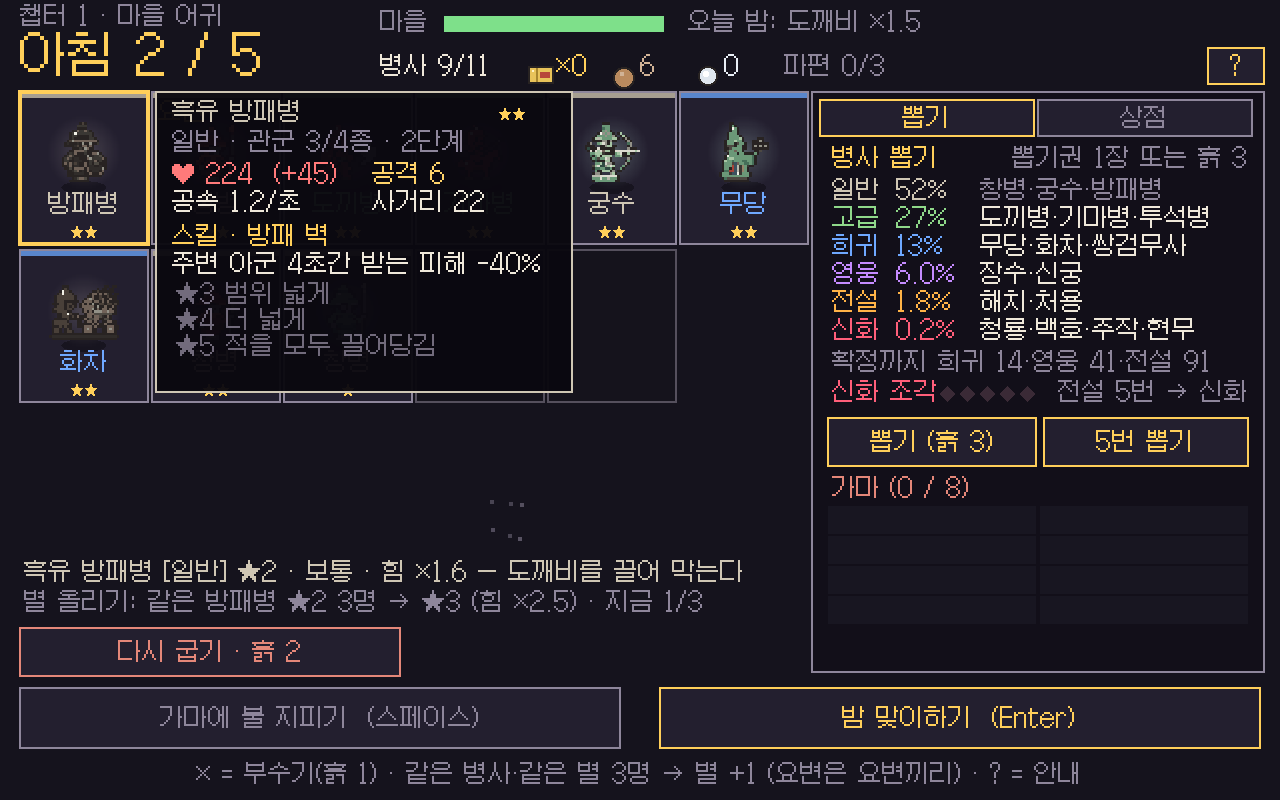 챕터 1 · 마을 어귀
아침 2 / 5
마을
오늘 밤: 도깨비 ×1.5
병사 9/11
×0
6
0
파편 0/3
?
방패병
★★
흑유 방패병 ★★
일반 · 관군 3/4종 · 2단계
♥ 224 (+45) 공격 6
공속 1.2/초 사거리 22
스킬 · 방패 벽
주변 아군 4초간 받는 피해 -40%
★3 범위 넓게
★4 더 넓게
★5 적을 모두 끌어당김
궁수
★★
무당
★★
화차
★★
뽑기
상점
병사 뽑기 뽑기권 1장 또는 흙 3
일반 52% 창병·궁수·방패병
고급 27% 도끼병·기마병·투석병
희귀 13% 무당·화차·쌍검무사
영웅 6.0% 장수·신궁
전설 1.8% 해치·처용
신화 0.2% 청룡·백호·주작·현무
확정까지 희귀 14·영웅 41·전설 91
신화 조각◆◆◆◆◆ 전설 5번 → 신화
뽑기 (흙 3)
5번 뽑기
가마 (0 / 8)
흑유 방패병 [일반] ★2 · 보통 · 힘 ×1.6 – 도깨비를 끌어 막는다
별 올리기: 같은 방패병 ★2 3명 → ★3 (힘 ×2.5) · 지금 1/3
다시 굽기 · 흙 2
가마에 불 지피기 (스페이스)
밤 맞이하기 (Enter)
× = 부수기(흙 1) · 같은 병사·같은 별 3명 → 별 +1 (요변은 요변끼리) · ? = 안내